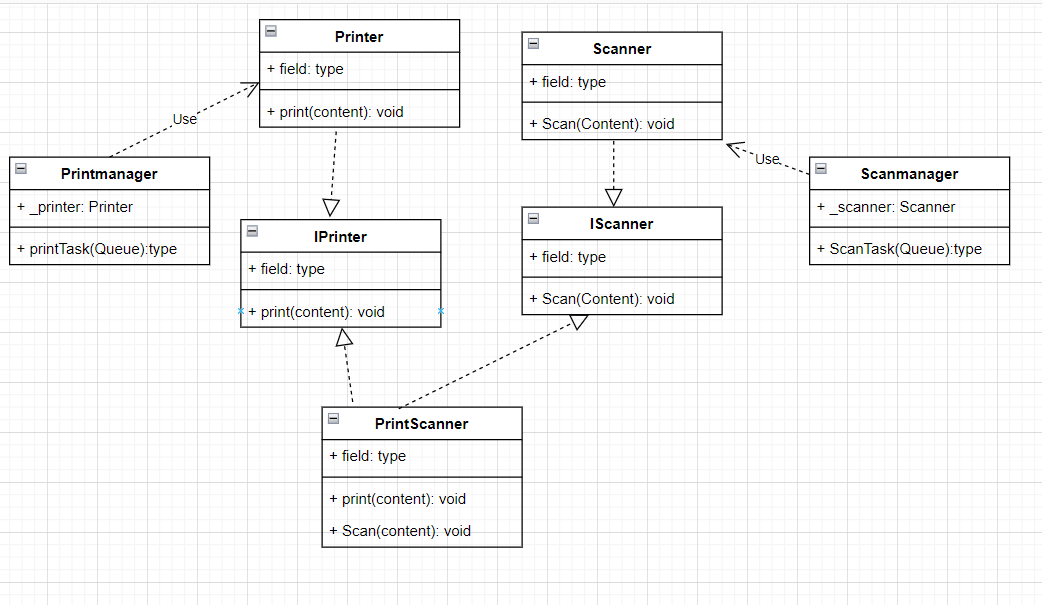 Printer
+ field: type
+ print(content): void
Scanner
+ field: type
+ Scan(Content): void
Use
Use
Printmanager
+ _printer: Printer
+ printTask(Queue):type
Scanmanager
+ _scanner: Scanner
+ ScanTask(Queue):type
IPrinter
+ field: type
+ print(content): void
IScanner
+ field: type
+ Scan(Content): void
PrintScanner
+ field: type
+ print(content): void
+ Scan(content): void